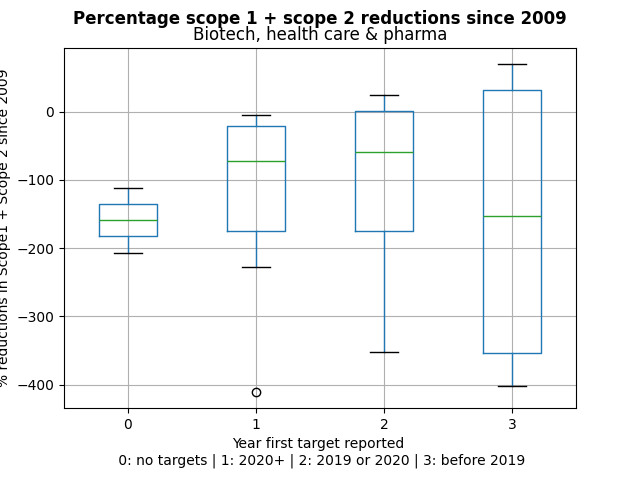 Percentage scope 1 + scope 2 reductions since 2009
Biotech, health care & pharma
% reductions in Scope1 + Scope 2 since 2009
0
−100
−200
−300
−400
0 1 2 3
Year first target reported
0: no targets | 1: 2020+ | 2: 2019 or 2020 | 3: before 2019